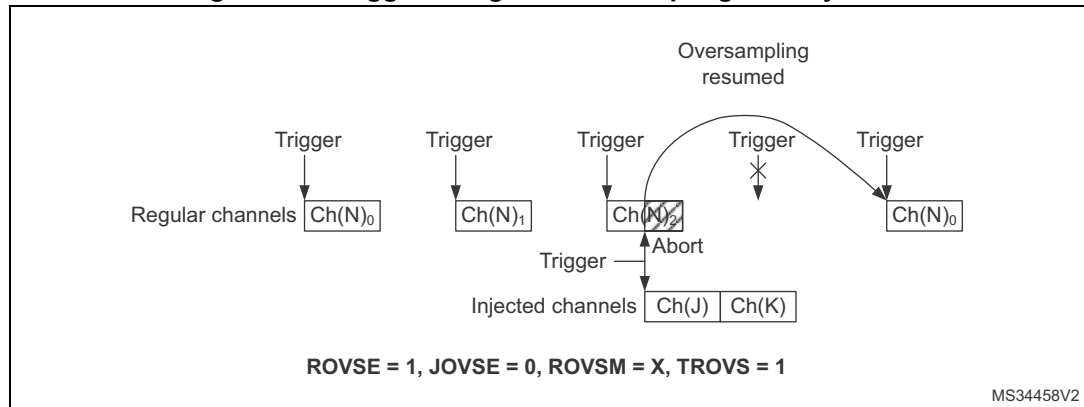 Oversampling
resumed
Trigger Trigger Trigger Trigger Trigger
Regular channels Ch(N)₀ Ch(N)₁ Ch(N)₂ Ch(N)₀
Abort
Trigger
Injected channels Ch(J) Ch(K)
ROVSE = 1, JOVSE = 0, ROVSM = X, TROVS = 1
MS34458V2